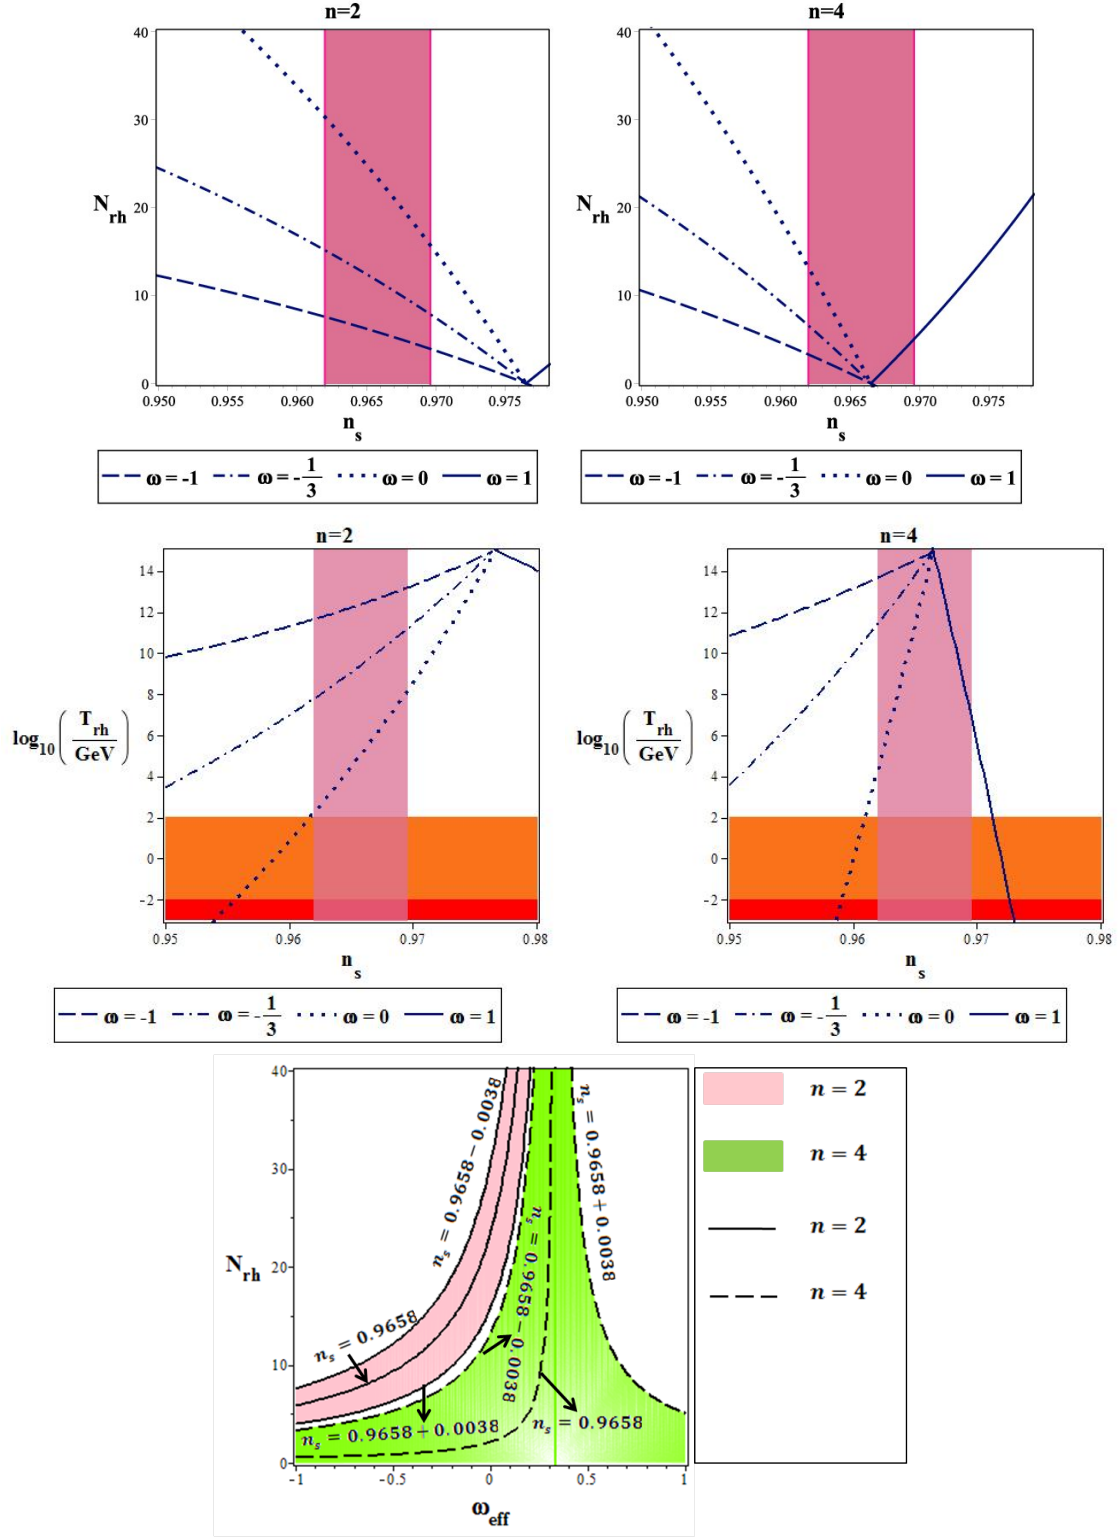 n=2
40
30
20
10
0
N_rh
0.950 0.955 0.960 0.965 0.970 0.975
n_s
ω = -1 ω = -1/3 ω = 0 ω = 1
n=4
40
30
20
10
0
N_rh
0.950 0.955 0.960 0.965 0.970 0.975
n_s
ω = -1 ω = -1/3 ω = 0 ω = 1
n=2
14
12
10
8
6
4
2
0
-2
log_10(T_rh/GeV)
0.95 0.96 0.97 0.98
n_s
ω = -1 ω = -1/3 ω = 0 ω = 1
n=4
14
12
10
8
6
4
2
0
-2
log_10(T_rh/GeV)
0.95 0.96 0.97 0.98
n_s
ω = -1 ω = -1/3 ω = 0 ω = 1
40
30
20
10
0
N_rh
n_s = 0.9658 - 0.0038
n_s = 0.9658
n_s = 0.9658 + 0.0038
n_s = 0.9658 - 0.0038
n_s = 0.9658
n_s = 0.9658 + 0.0038
-1 -0.5 0 0.5 1
ω_eff
n = 2
n = 4
n = 2
n = 4